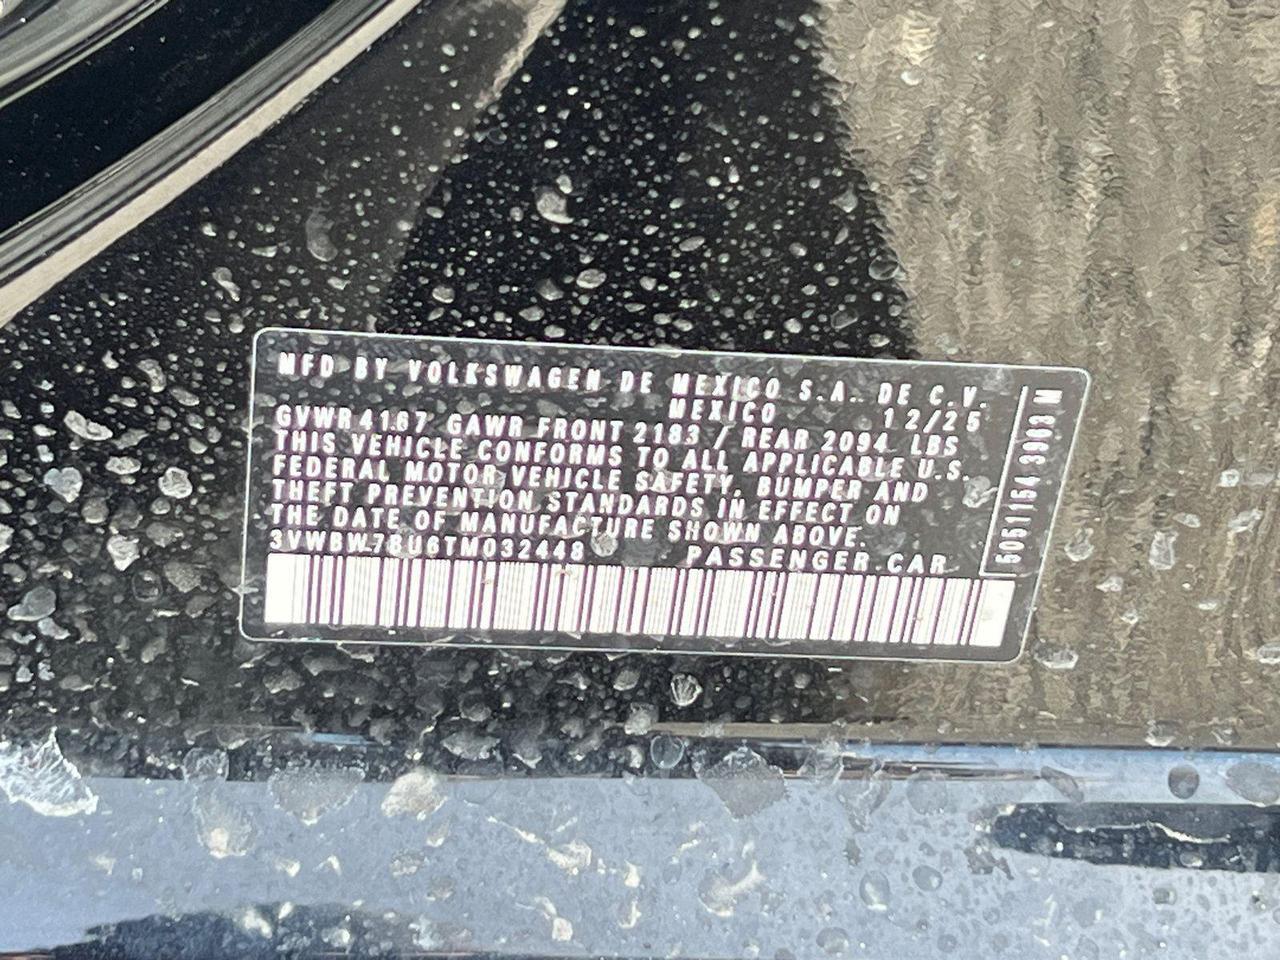 MFD BY VOLKSWAGEN DE MEXICO S.A. DE C.V.
MEXICO 12/25
GVWR 4167 GAWR FRONT 2183 / REAR 2094 LBS
THIS VEHICLE CONFORMS TO ALL APPLICABLE U.S.
FEDERAL MOTOR VEHICLE SAFETY, BUMPER AND
THEFT PREVENTION STANDARDS IN EFFECT ON
THE DATE OF MANUFACTURE SHOWN ABOVE.
3VWBW7BU6TM032448 PASSENGER CAR
5051154 3903 M